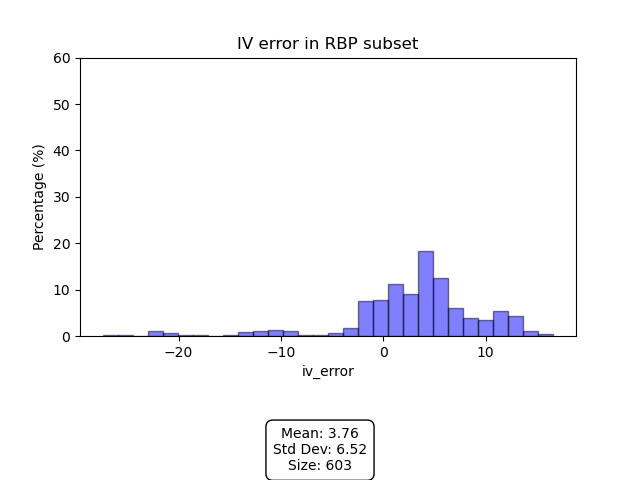 IV error in RBP subset
60
50
40
30
20
10
0
Percentage (%)
−20
−10
0
10
iv_error
Mean: 3.76
Std Dev: 6.52
Size: 603